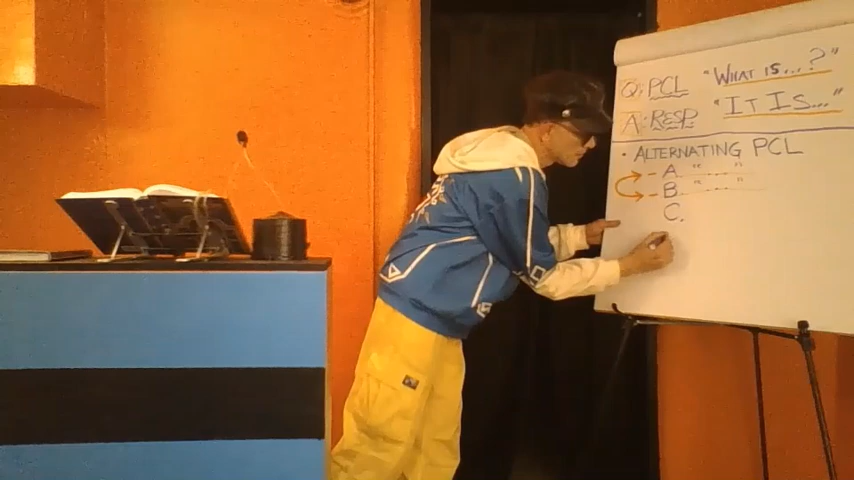 Q: PCL "WHAT IS...?"
A: RESP. "IT IS..."
• ALTERNATING PCL
A " "
B " "
C.